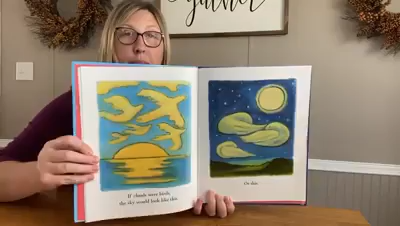 gather
If clouds were birds,
the sky would look like this.
Or this.